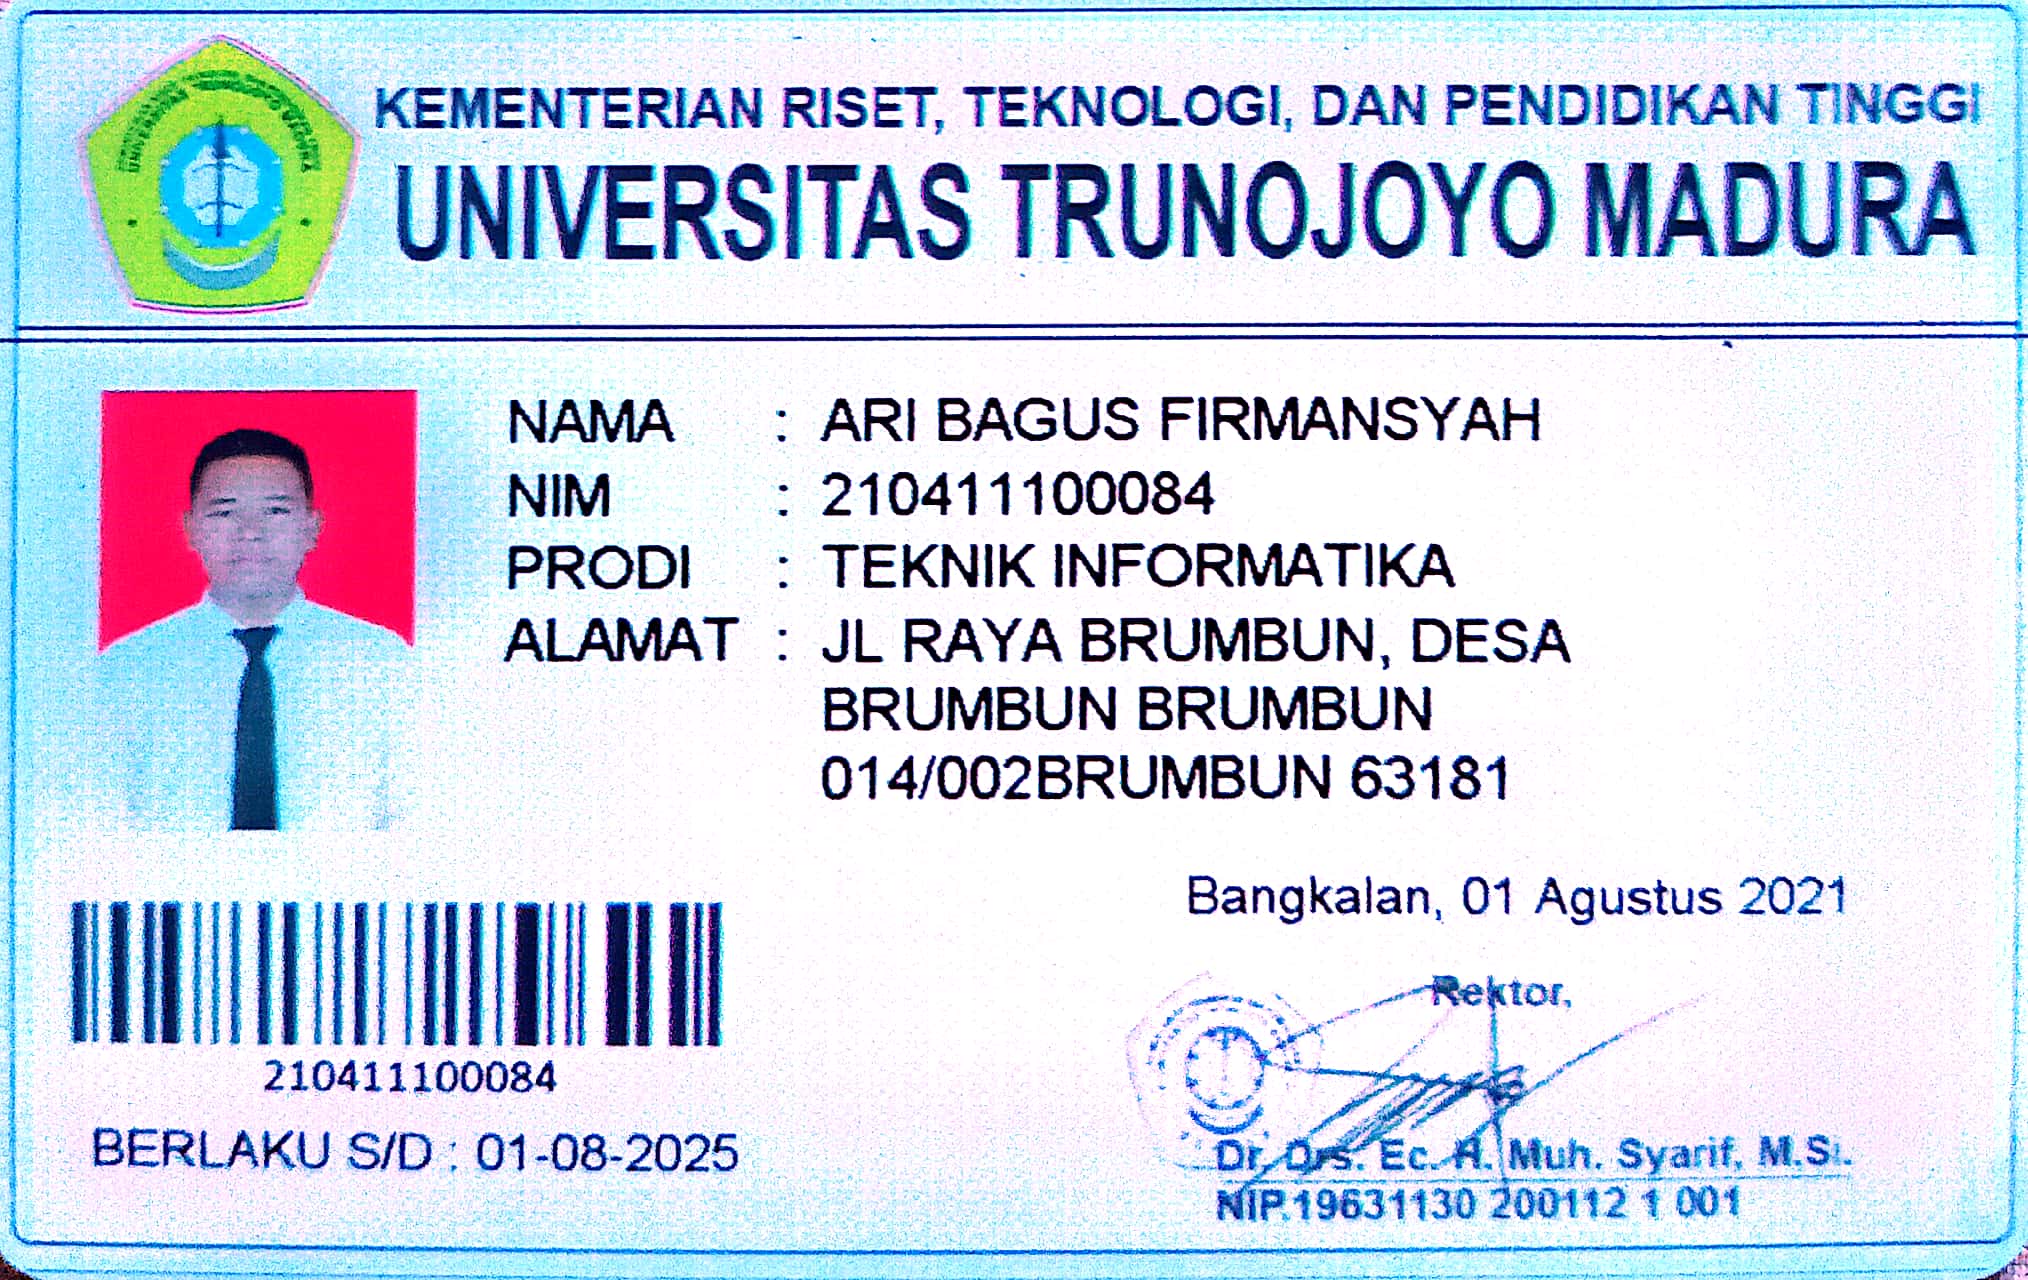 KEMENTERIAN RISET, TEKNOLOGI, DAN PENDIDIKAN TINGGI
UNIVERSITAS TRUNOJOYO MADURA
NAMA : ARI BAGUS FIRMANSYAH
NIM : 210411100084
PRODI : TEKNIK INFORMATIKA
ALAMAT : JL RAYA BRUMBUN, DESA
BRUMBUN BRUMBUN
014/002BRUMBUN 63181
Bangkalan, 01 Agustus 2021
Rektor,
210411100084
BERLAKU S/D : 01-08-2025
Dr. Drs. Ec. H. Muh. Syarif, M.Si.
NIP.19631130 200112 1 001